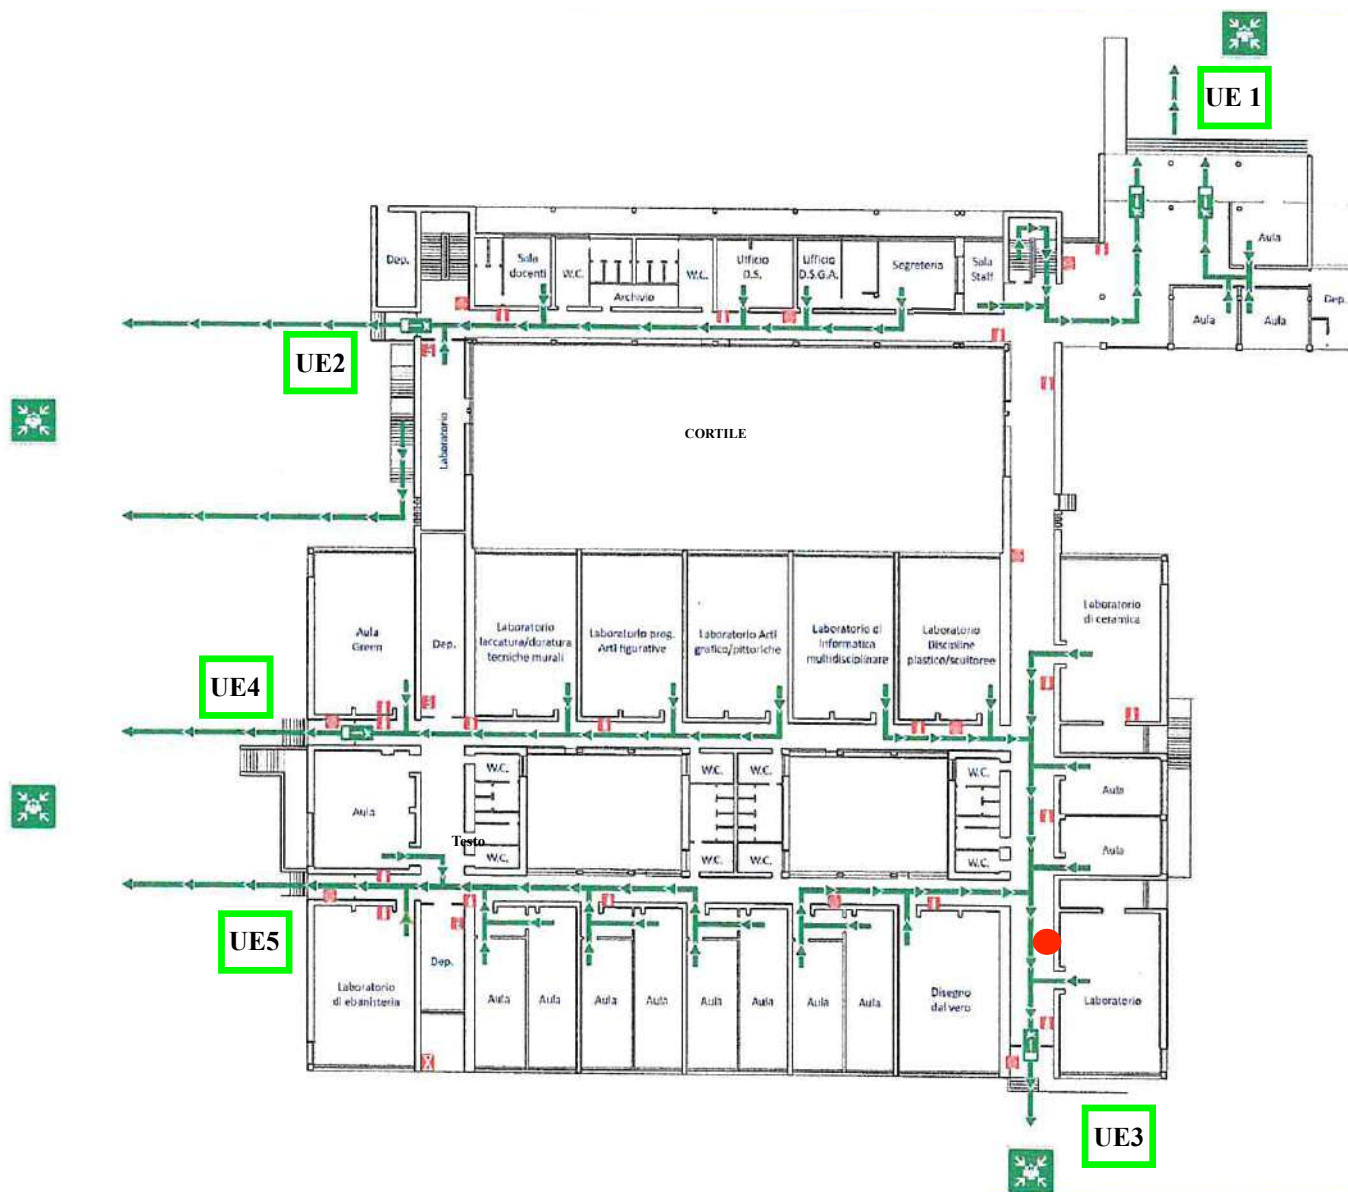 UE 1
Aula
Dep.
Sala
docenti
W.C.
Archivio
W.C.
Ufficio
D.S.
Ufficio
D.S.G.A.
Segreteria
Sala
Staff
Aula
Aula
Dep.
UE2
Laboratorio
CORTILE
Aula
Green
Dep.
Laboratorio
laccatura/doratura
tecniche murali
Laboratorio prog.
Arti figurative
Laboratorio Arti
grafico/pittoriche
Laboratorio di
informatica
multidisciplinare
Laboratorio
Discipline
plastico/scultoree
Laboratorio
di ceramica
UE4
W.C.
W.C.
W.C.
W.C.
Aula
Aula
Testo
W.C.
W.C.
W.C.
W.C.
Aula
UE5
Laboratorio
di ebanisteria
Dep.
Aula
Aula
Aula
Aula
Aula
Aula
Aula
Aula
Disegno
dal vero
Laboratorio
UE3